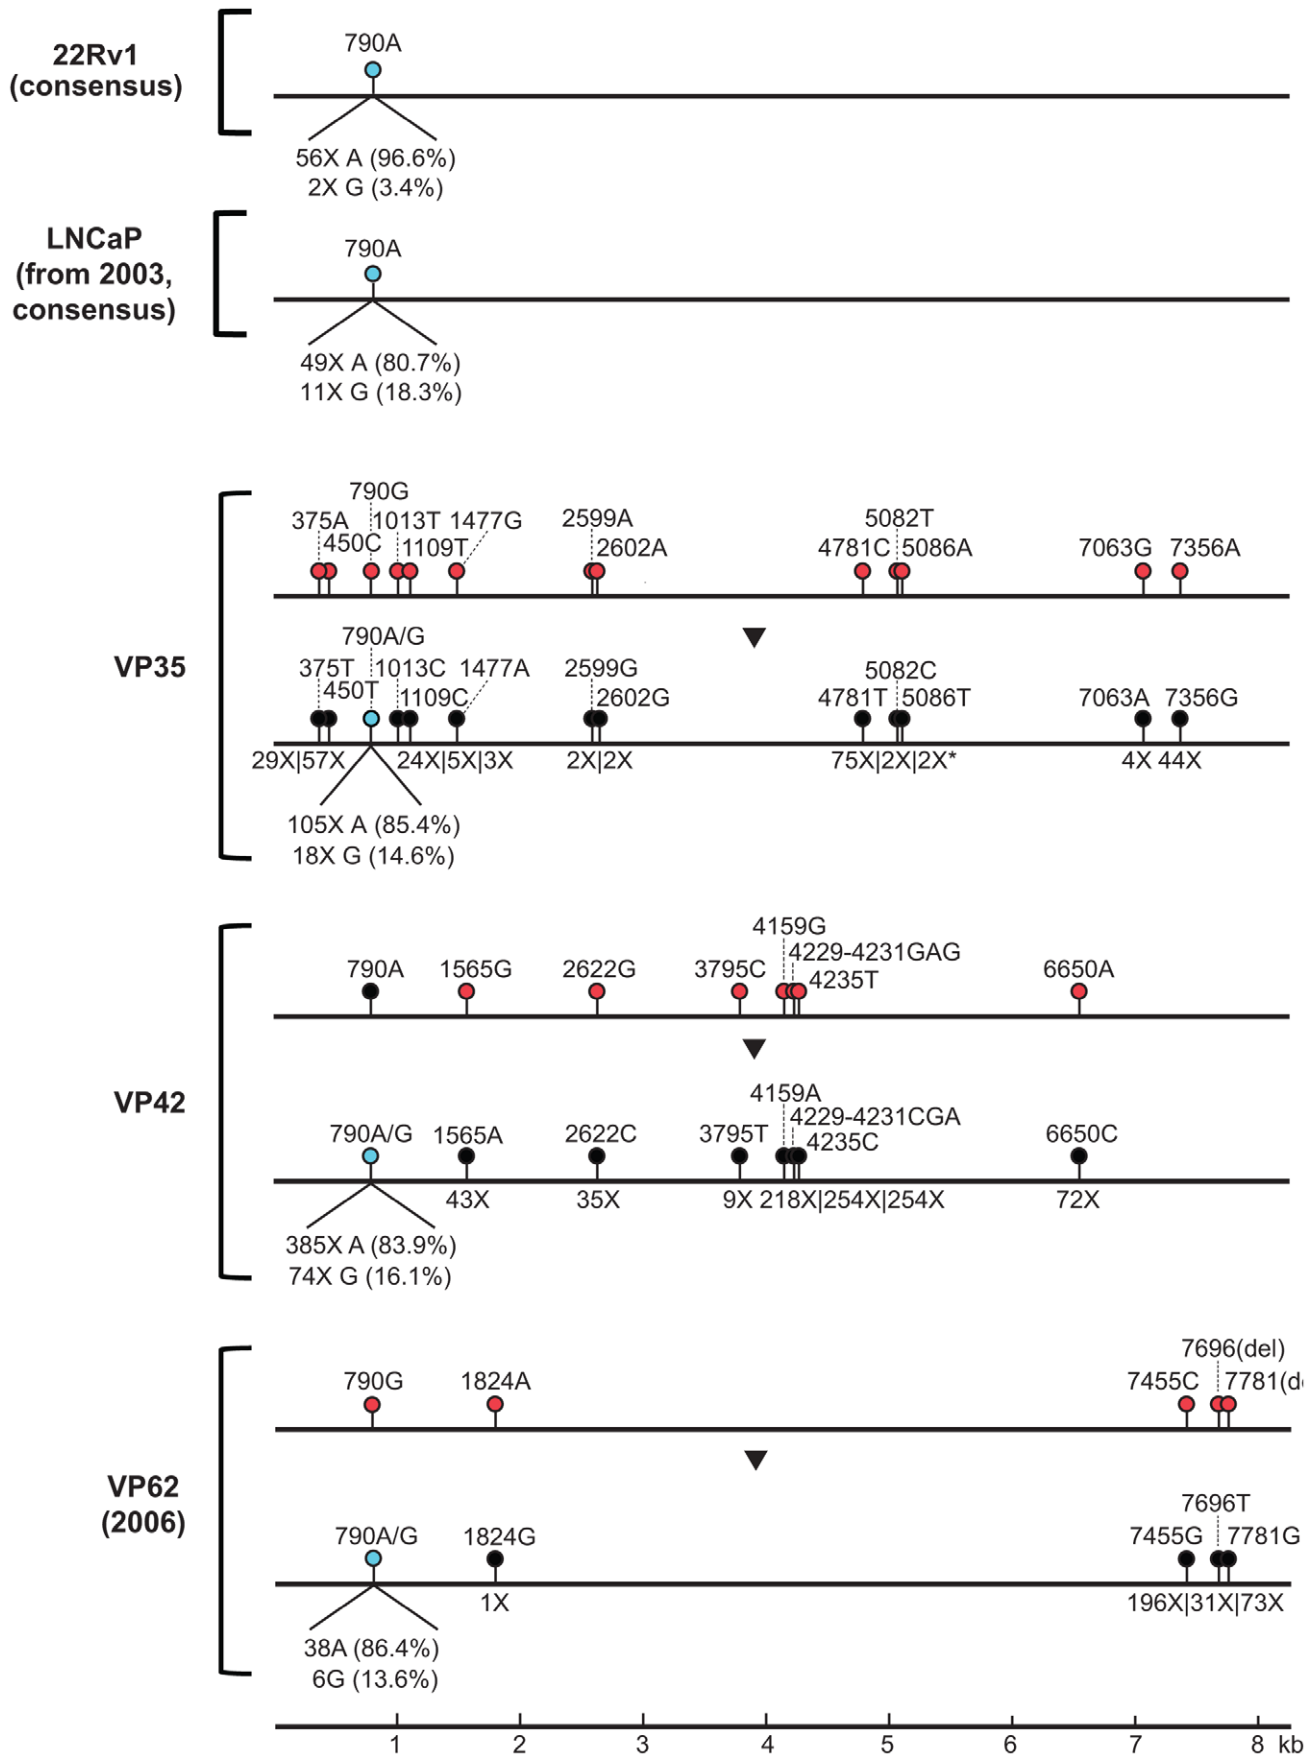 22Rv1
(consensus)
790A
56X A (96.6%)
2X G (3.4%)
LNCaP
(from 2003,
consensus)
790A
49X A (80.7%)
11X G (18.3%)
VP35
790G
375A 1013T 1477G 2599A 5082T
450C 1109T 2602A 4781C 5086A 7063G 7356A
790A/G
375T 1013C 1477A 2599G 5082C
450T 1109C 2602G 4781T 5086T 7063A 7356G
29X|57X 24X|5X|3X 2X|2X 75X|2X|2X* 4X 44X
105X A (85.4%)
18X G (14.6%)
VP42
4159G
4229-4231GAG
790A 1565G 2622G 3795C 4235T 6650A
4159A
4229-4231CGA
790A/G 1565A 2622C 3795T 4235C 6650C
43X 35X 9X 218X|254X|254X 72X
385X A (83.9%)
74X G (16.1%)
VP62
(2006)
7696(del)
790G 1824A 7455C 7781(d
7696T
790A/G 1824G 7455G 7781G
1X 196X|31X|73X
38A (86.4%)
6G (13.6%)
1 2 3 4 5 6 7 8 kb